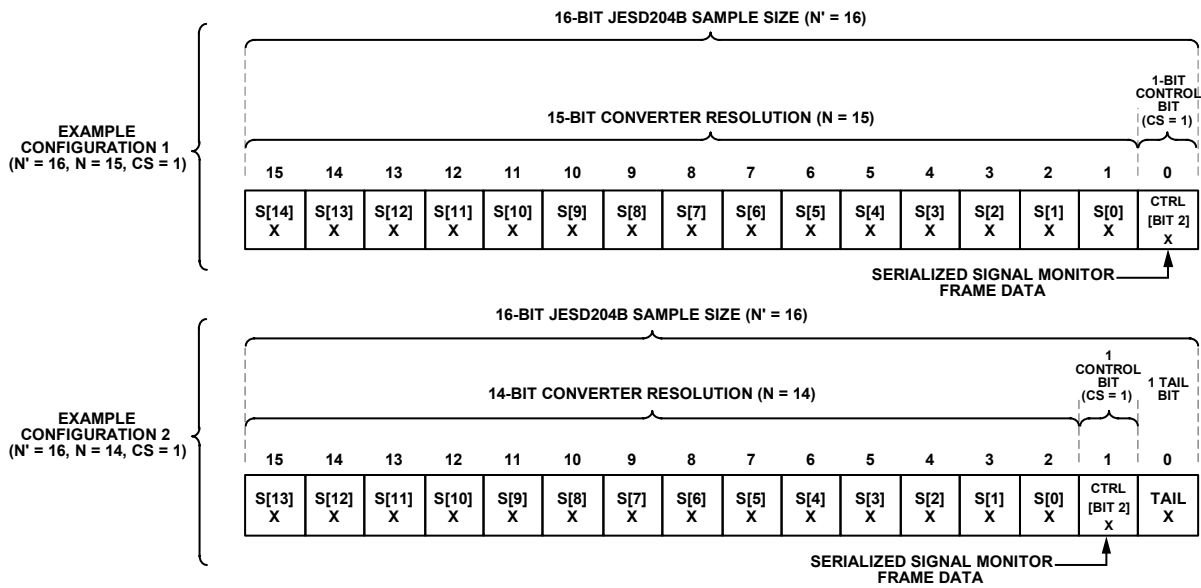 16-BIT JESD204B SAMPLE SIZE (N' = 16)
EXAMPLE
CONFIGURATION 1
(N' = 16, N = 15, CS = 1)
15-BIT CONVERTER RESOLUTION (N = 15)
1-BIT
CONTROL
BIT
(CS = 1)
15 14 13 12 11 10 9 8 7 6 5 4 3 2 1 0
S[14] S[13] S[12] S[11] S[10] S[9] S[8] S[7] S[6] S[5] S[4] S[3] S[2] S[1] S[0] CTRL
[BIT 2]
X X X X X X X X X X X X X X X X
SERIALIZED SIGNAL MONITOR
FRAME DATA
16-BIT JESD204B SAMPLE SIZE (N' = 16)
EXAMPLE
CONFIGURATION 2
(N' = 16, N = 14, CS = 1)
14-BIT CONVERTER RESOLUTION (N = 14)
1
CONTROL
BIT
(CS = 1)
1 TAIL
BIT
15 14 13 12 11 10 9 8 7 6 5 4 3 2 1 0
S[13] S[12] S[11] S[10] S[9] S[8] S[7] S[6] S[5] S[4] S[3] S[2] S[1] S[0] CTRL TAIL
[BIT 2]
X X X X X X X X X X X X X X X X
SERIALIZED SIGNAL MONITOR
FRAME DATA